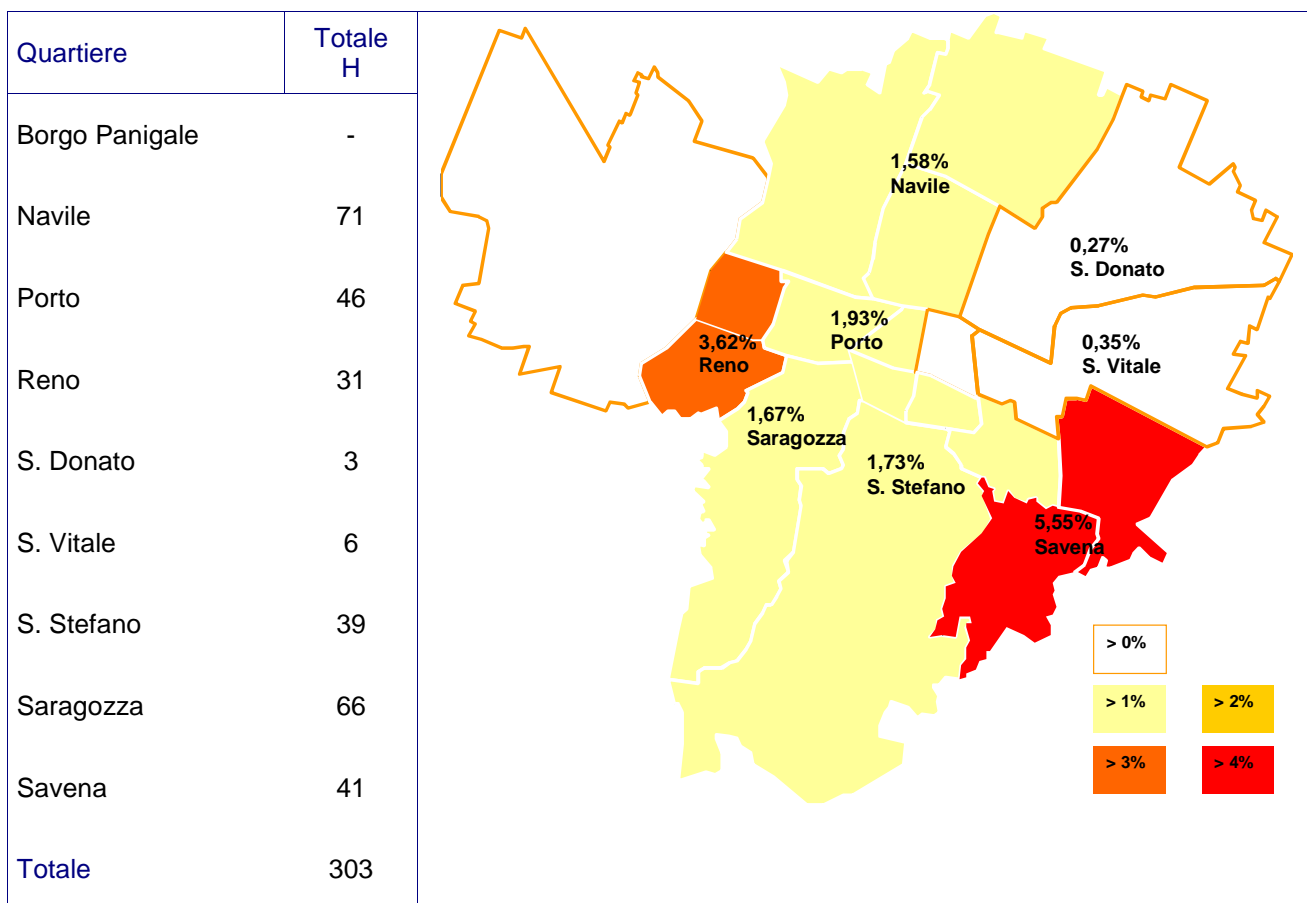 Quartiere
Totale
H
Borgo Panigale
-
Navile
71
Porto
46
Reno
31
S. Donato
3
S. Vitale
6
S. Stefano
39
Saragozza
66
Savena
41
Totale
303
1,58%
Navile
0,27%
S. Donato
1,93%
Porto
3,62%
Reno
0,35%
S. Vitale
1,67%
Saragozza
1,73%
S. Stefano
5,55%
Savena
> 0%
> 1%
> 2%
> 3%
> 4%